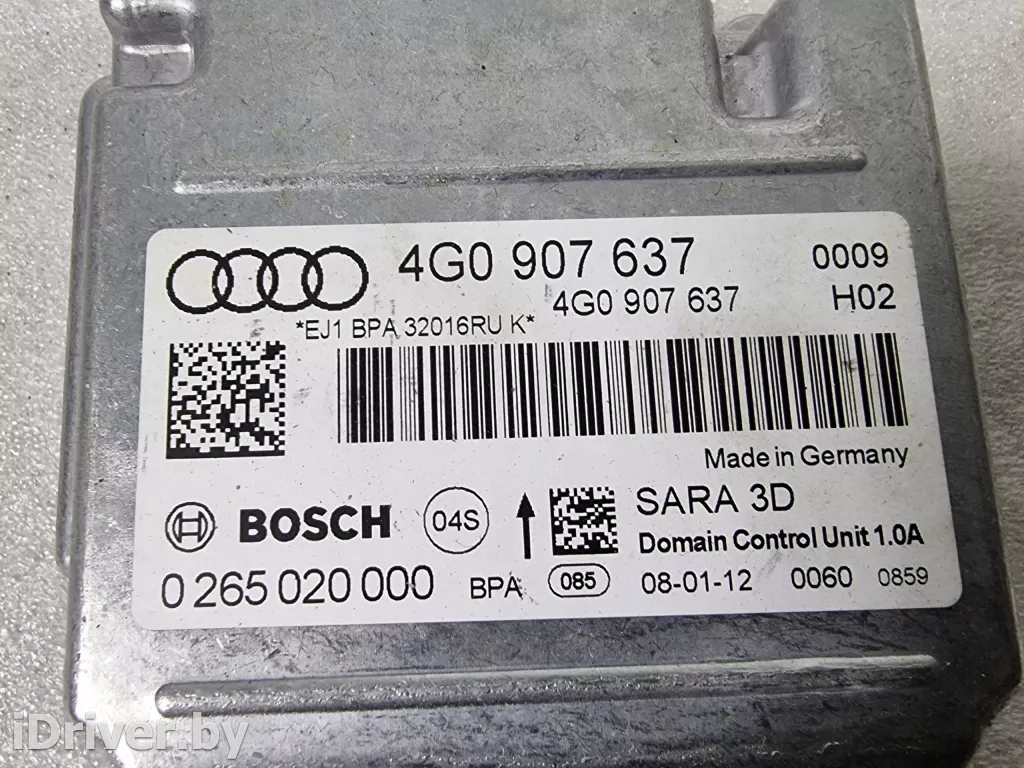 4G0 907 637 0009
4G0 907 637 H02
*EJ1 BPA 32016RU K*
Made in Germany
BOSCH 04S SARA 3D
Domain Control Unit 1.0A
0 265 020 000 BPA 085 08-01-12 0060 0859
iDriver.by